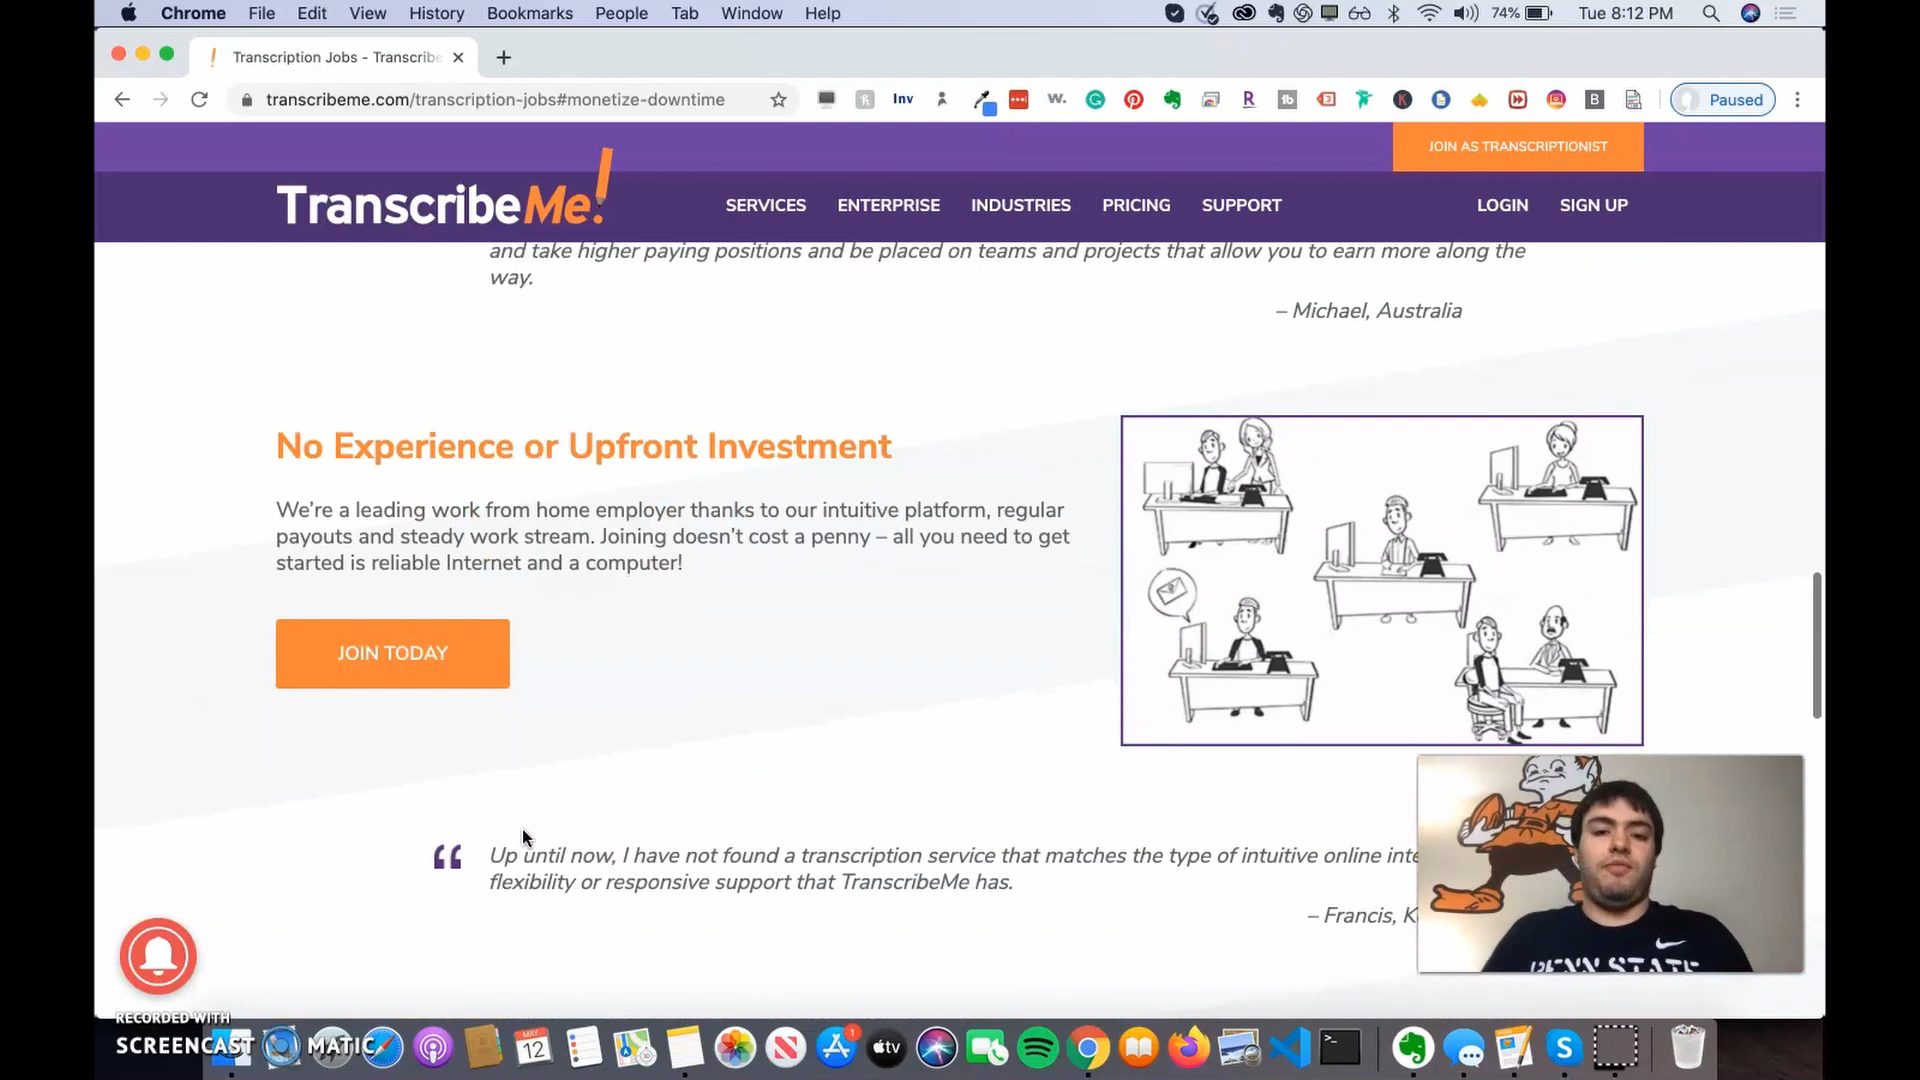 Chrome File Edit View History Bookmarks People Tab Window Help
74% Tue 8:12 PM
Transcription Jobs - Transcribe
transcribeme.com/transcription-jobs#monetize-downtime
Inv
Paused
JOIN AS TRANSCRIPTIONIST
TranscribeMe!
SERVICES ENTERPRISE INDUSTRIES PRICING SUPPORT LOGIN SIGN UP
and take higher paying positions and be placed on teams and projects that allow you to earn more along the
way.
– Michael, Australia
No Experience or Upfront Investment
We’re a leading work from home employer thanks to our intuitive platform, regular
payouts and steady work stream. Joining doesn’t cost a penny – all you need to get
started is reliable Internet and a computer!
JOIN TODAY
“ Up until now, I have not found a transcription service that matches the type of intuitive online inte
flexibility or responsive support that TranscribeMe has.
– Francis, K
PENN STATE
RECORDED WITH
SCREENCAST MATIC
MAY
12
1
tv